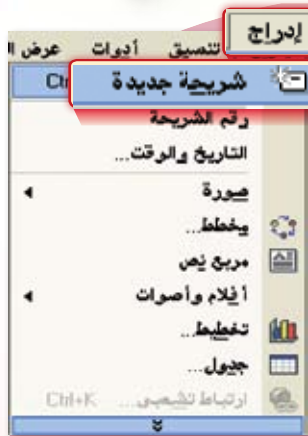 إدراج
تنسيق أدوات عرض ا
شريحة جديدة Ct
رقم الشريحة
التاريخ والوقت...
صورة
مخطط...
مربع نص
أفلام وأصوات
تخطيط...
جدول...
ارتباط تشعبي... Ctrl+K